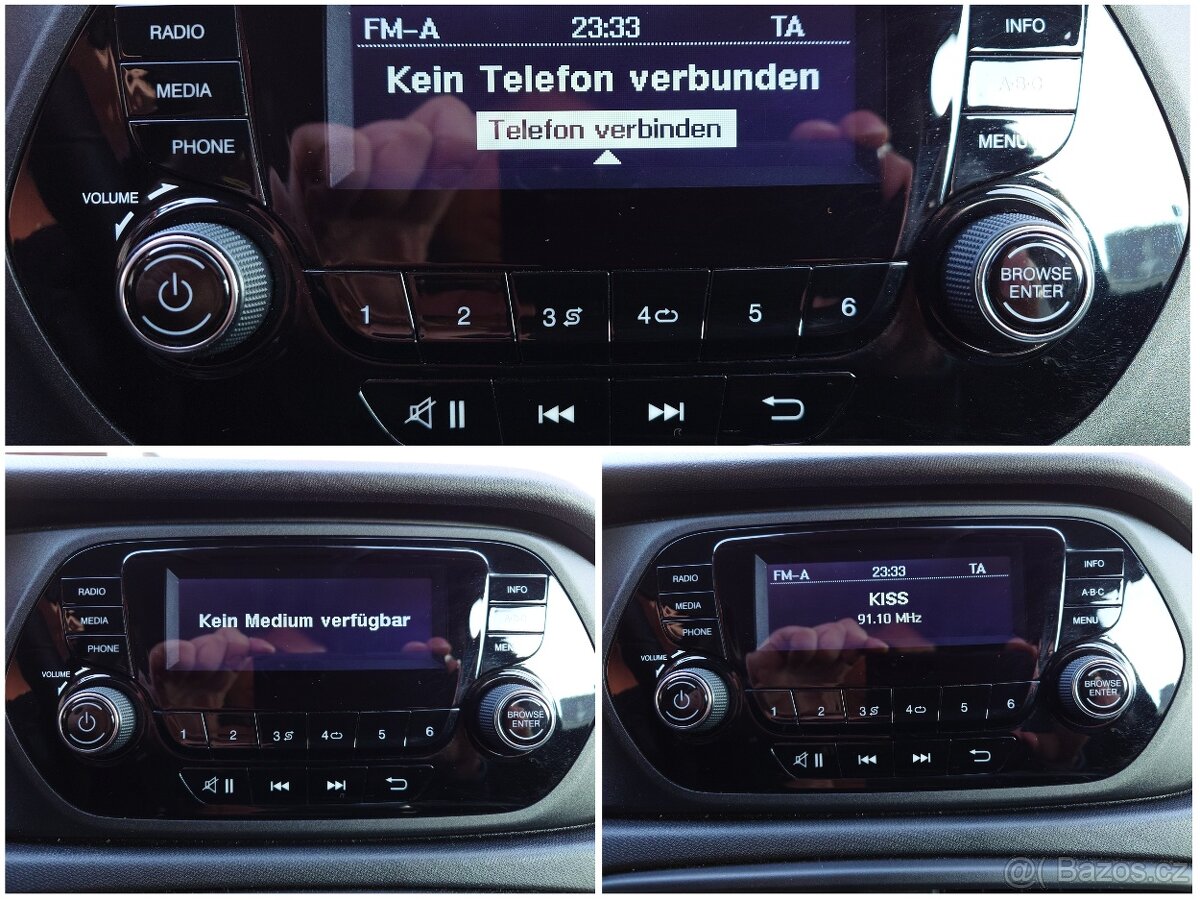 RADIO
FM-A 23:33 TA
INFO
MEDIA
Kein Telefon verbunden
A·B·C
PHONE
Telefon verbinden
MENU
VOLUME
BROWSE
ENTER
1 2 3 4 5 6
RADIO
INFO
MEDIA
Kein Medium verfügbar
PHONE
VOLUME
BROWSE
ENTER
1 2 3 4 5 6
RADIO
FM-A 23:33 TA
INFO
MEDIA
KISS
A·B·C
PHONE
91.10 MHz
MENU
VOLUME
BROWSE
ENTER
1 2 3 4 5 6
Bazos.cz